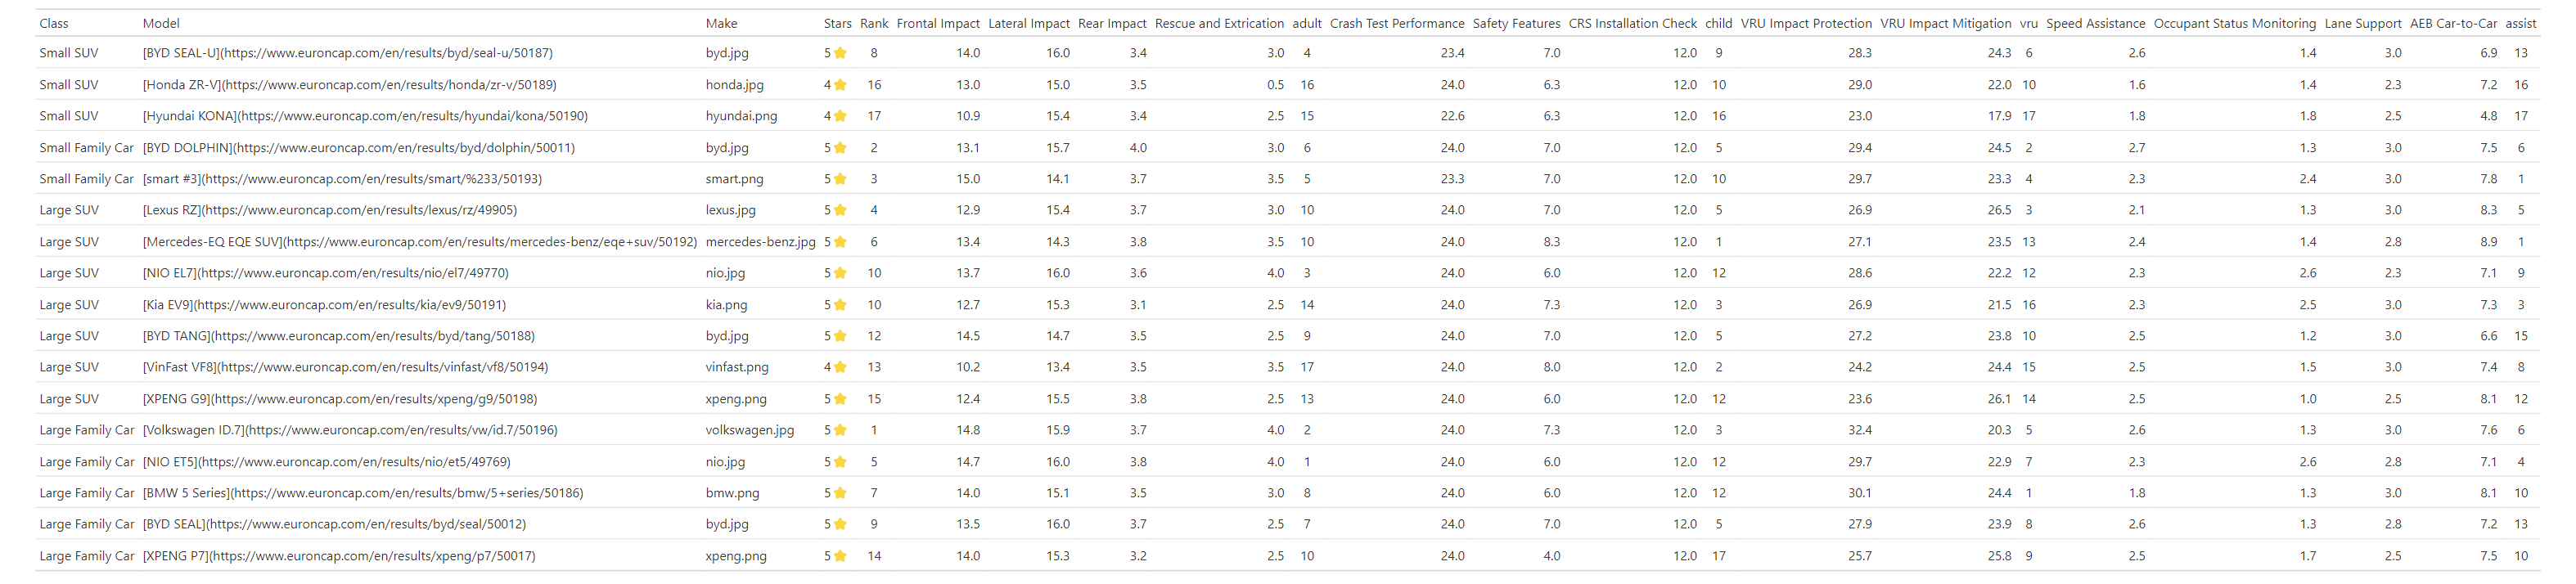 Class Model Make Stars Rank Frontal Impact Lateral Impact Rear Impact Rescue and Extrication adult Crash Test Performance Safety Features CRS Installation Check child VRU Impact Protection VRU Impact Mitigation vru Speed Assistance Occupant Status Monitoring Lane Support AEB Car-to-Car assist
Small SUV [BYD SEAL-U](https://www.euroncap.com/en/results/byd/seal-u/50187) byd.jpg 5⭐ 8 14.0 16.0 3.4 3.0 4 23.4 7.0 12.0 9 28.3 24.3 6 2.6 1.4 3.0 6.9 13
Small SUV [Honda ZR-V](https://www.euroncap.com/en/results/honda/zr-v/50189) honda.jpg 4⭐ 16 13.0 15.0 3.5 0.5 16 24.0 6.3 12.0 10 29.0 22.0 10 1.6 1.4 2.3 7.2 16
Small SUV [Hyundai KONA](https://www.euroncap.com/en/results/hyundai/kona/50190) hyundai.png 4⭐ 17 10.9 15.4 3.4 2.5 15 22.6 6.3 12.0 16 23.0 17.9 17 1.8 1.8 2.5 4.8 17
Small Family Car [BYD DOLPHIN](https://www.euroncap.com/en/results/byd/dolphin/50011) byd.jpg 5⭐ 2 13.1 15.7 4.0 3.0 6 24.0 7.0 12.0 5 29.4 24.5 2 2.7 1.3 3.0 7.5 6
Small Family Car [smart #3](https://www.euroncap.com/en/results/smart/%233/50193) smart.png 5⭐ 3 15.0 14.1 3.7 3.5 5 23.3 7.0 12.0 10 29.7 23.3 4 2.3 2.4 3.0 7.8 1
Large SUV [Lexus RZ](https://www.euroncap.com/en/results/lexus/rz/49905) lexus.jpg 5⭐ 4 12.9 15.4 3.7 3.0 10 24.0 7.0 12.0 5 26.9 26.5 3 2.1 1.3 3.0 8.3 5
Large SUV [Mercedes-EQ EQE SUV](https://www.euroncap.com/en/results/mercedes-benz/eqe+suv/50192) mercedes-benz.jpg 5⭐ 6 13.4 14.3 3.8 3.5 10 24.0 8.3 12.0 1 27.1 23.5 13 2.4 1.4 2.8 8.9 1
Large SUV [NIO EL7](https://www.euroncap.com/en/results/nio/el7/49770) nio.jpg 5⭐ 10 13.7 16.0 3.6 4.0 3 24.0 6.0 12.0 12 28.6 22.2 12 2.3 2.6 2.3 7.1 9
Large SUV [Kia EV9](https://www.euroncap.com/en/results/kia/ev9/50191) kia.png 5⭐ 10 12.7 15.3 3.1 2.5 14 24.0 7.3 12.0 3 26.9 21.5 16 2.3 2.5 3.0 7.3 3
Large SUV [BYD TANG](https://www.euroncap.com/en/results/byd/tang/50188) byd.jpg 5⭐ 12 14.5 14.7 3.5 2.5 9 24.0 7.0 12.0 5 27.2 23.8 10 2.5 1.2 3.0 6.6 15
Large SUV [VinFast VF8](https://www.euroncap.com/en/results/vinfast/vf8/50194) vinfast.png 4⭐ 13 10.2 13.4 3.5 3.5 17 24.0 8.0 12.0 2 24.2 24.4 15 2.5 1.5 3.0 7.4 8
Large SUV [XPENG G9](https://www.euroncap.com/en/results/xpeng/g9/50198) xpeng.png 5⭐ 15 12.4 15.5 3.8 2.5 13 24.0 6.0 12.0 12 23.6 26.1 14 2.5 1.0 2.5 8.1 12
Large Family Car [Volkswagen ID.7](https://www.euroncap.com/en/results/vw/id.7/50196) volkswagen.jpg 5⭐ 1 14.8 15.9 3.7 4.0 2 24.0 7.3 12.0 3 32.4 20.3 5 2.6 1.3 3.0 7.6 6
Large Family Car [NIO ET5](https://www.euroncap.com/en/results/nio/et5/49769) nio.jpg 5⭐ 5 14.7 16.0 3.8 4.0 1 24.0 6.0 12.0 12 29.7 22.9 7 2.3 2.6 2.8 7.1 4
Large Family Car [BMW 5 Series](https://www.euroncap.com/en/results/bmw/5+series/50186) bmw.png 5⭐ 7 14.0 15.1 3.5 3.0 8 24.0 6.0 12.0 12 30.1 24.4 1 1.8 1.3 3.0 8.1 10
Large Family Car [BYD SEAL](https://www.euroncap.com/en/results/byd/seal/50012) byd.jpg 5⭐ 9 13.5 16.0 3.7 2.5 7 24.0 7.0 12.0 5 27.9 23.9 8 2.6 1.3 2.8 7.2 13
Large Family Car [XPENG P7](https://www.euroncap.com/en/results/xpeng/p7/50017) xpeng.png 5⭐ 14 14.0 15.3 3.2 2.5 10 24.0 4.0 12.0 17 25.7 25.8 9 2.5 1.7 2.5 7.5 10